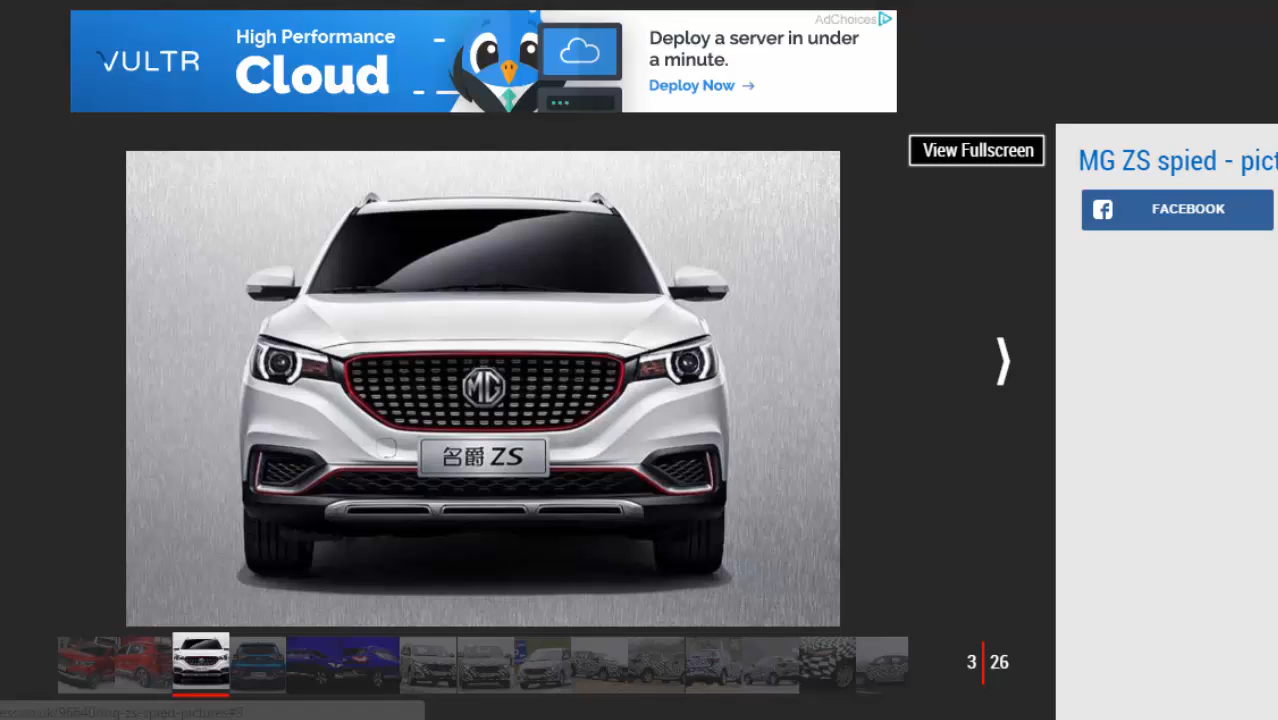 AdChoices
VULTR
High Performance
Cloud
Deploy a server in under
a minute.
Deploy Now →
View Fullscreen
MG ZS spied - pict
FACEBOOK
MG
名爵 ZS
3 26